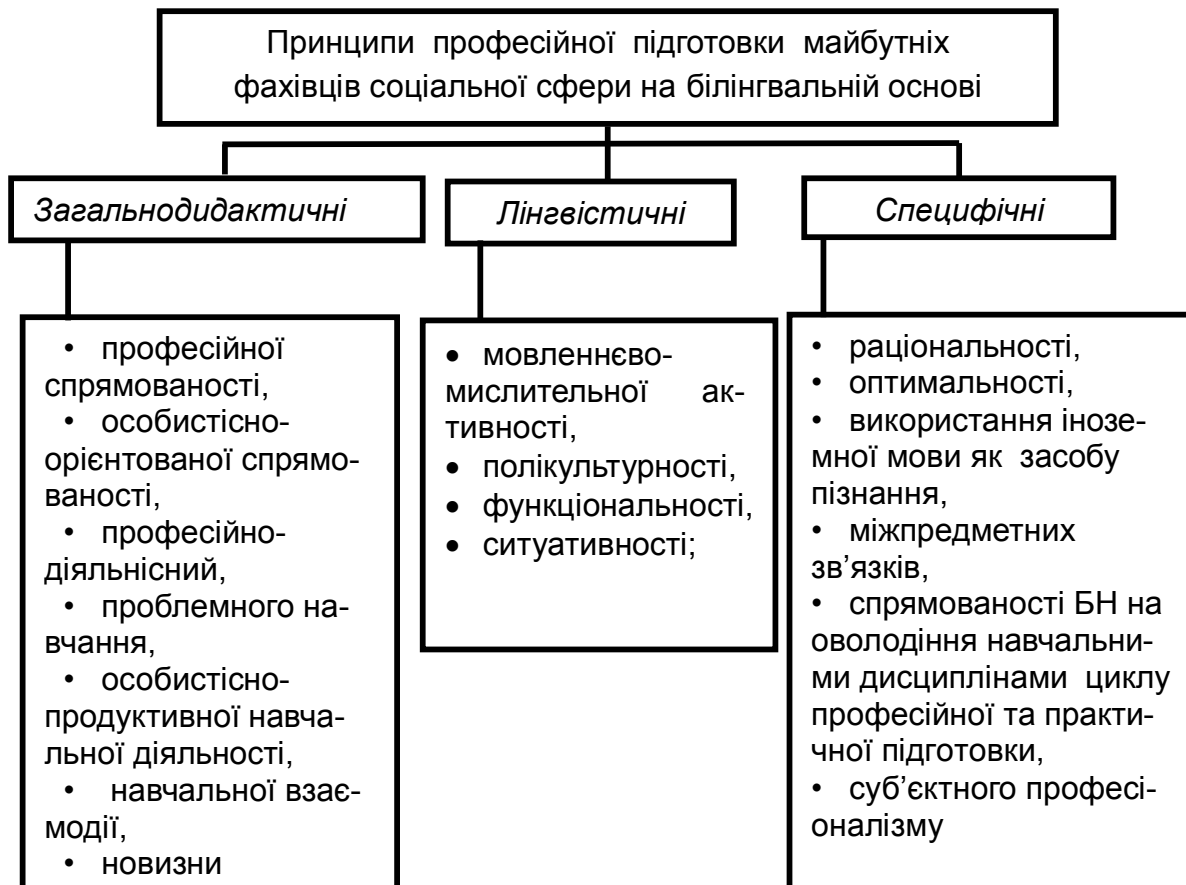 Принципи професійної підготовки майбутніх
фахівців соціальної сфери на білінгвальній основі
Загальнодидактичні
Лінгвістичні
Специфічні
• професійної
спрямованості,
• особистісно-
орієнтованої спрямо-
ваності,
• професійно-
діяльнісний,
• проблемного на-
вчання,
• особистісно-
продуктивної навча-
льної діяльності,
• навчальної взає-
модії,
• новизни
• мовленнєво-
мислительної ак-
тивності,
• полікультурності,
• функціональності,
• ситуативності;
• раціональності,
• оптимальності,
• використання інозе-
мної мови як засобу
пізнання,
• міжпредметних
зв’язків,
• спрямованості БН на
оволодіння навчальни-
ми дисциплінами циклу
професійної та практи-
чної підготовки,
• суб’єктного професі-
оналізму